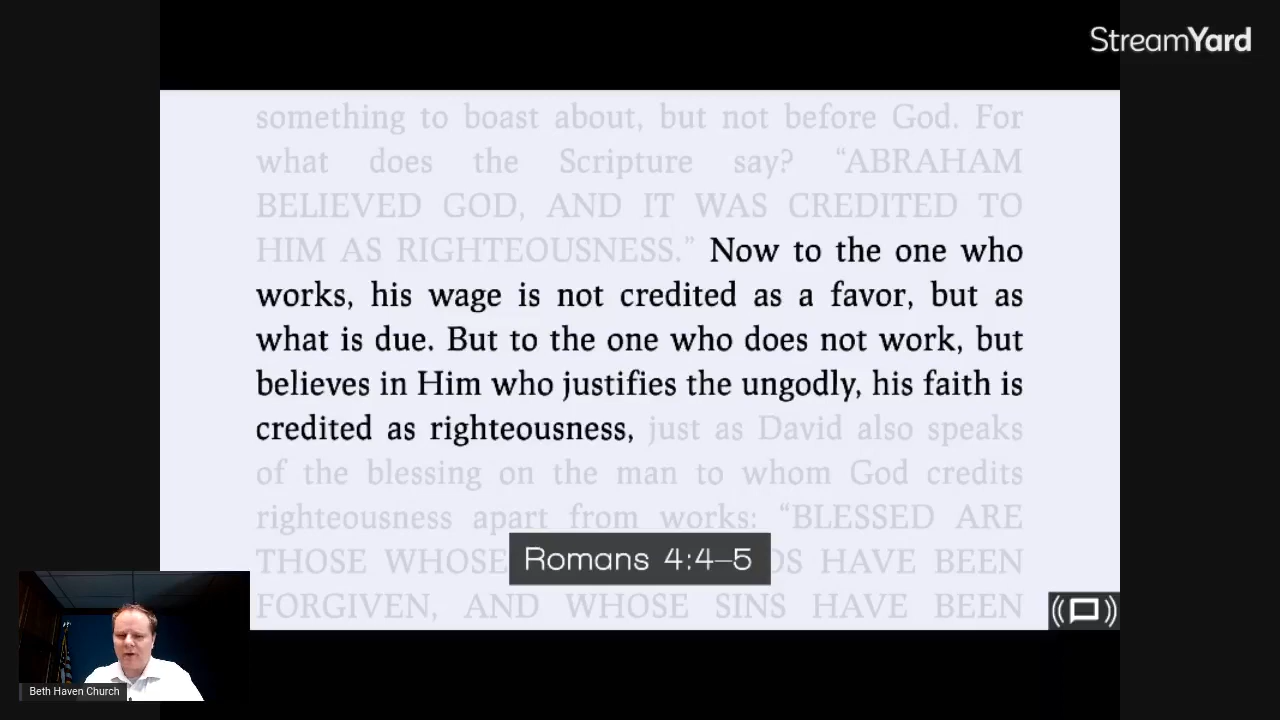 StreamYard
something to boast about, but not before God. For
what does the Scripture say? “ABRAHAM
BELIEVED GOD, AND IT WAS CREDITED TO
HIM AS RIGHTEOUSNESS.” Now to the one who
works, his wage is not credited as a favor, but as
what is due. But to the one who does not work, but
believes in Him who justifies the ungodly, his faith is
credited as righteousness, just as David also speaks
of the blessing on the man to whom God credits
righteousness apart from works: “BLESSED ARE
THOSE WHOSE DS HAVE BEEN
Romans 4:4–5
FORGIVEN, AND WHOSE SINS HAVE BEEN
Beth Haven Church